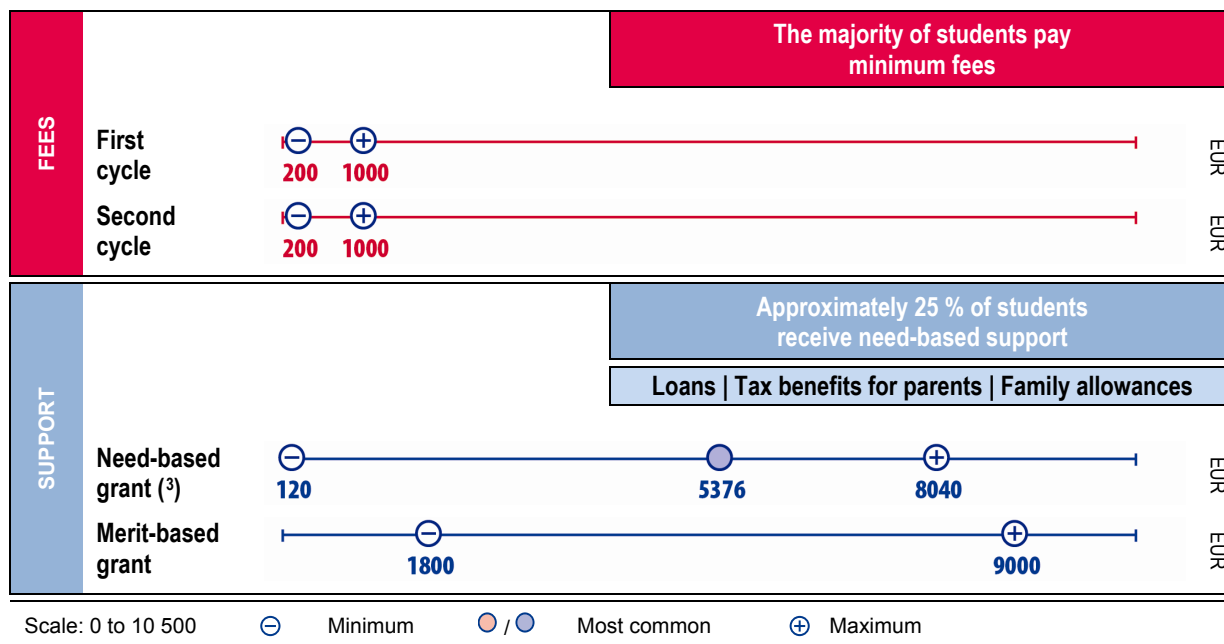 The majority of students pay
minimum fees
FEES
First
cycle
200 1000
EUR
Second
cycle
200 1000
EUR
Approximately 25 % of students
receive need-based support
Loans | Tax benefits for parents | Family allowances
SUPPORT
Need-based
grant (³)
120 5376 8040
EUR
Merit-based
grant
1800 9000
EUR
Scale: 0 to 10 500 Minimum / Most common Maximum